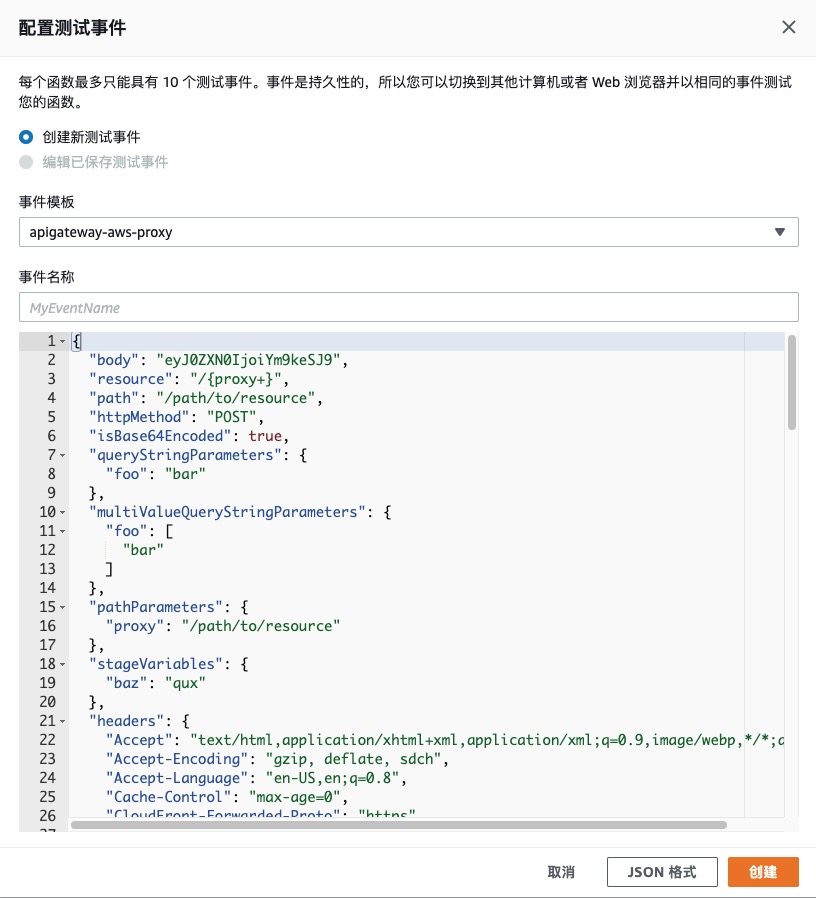 配置测试事件
每个函数最多只能具有 10 个测试事件。事件是持久性的，所以您可以切换到其他计算机或者 Web 浏览器并以相同的事件测试
您的函数。
创建新测试事件
编辑已保存测试事件
事件模板
apigateway-aws-proxy
事件名称
MyEventName
1 {
2 "body": "eyJ0ZXN0IjoiYm9keSJ9",
3 "resource": "/{proxy+}",
4 "path": "/path/to/resource",
5 "httpMethod": "POST",
6 "isBase64Encoded": true,
7 "queryStringParameters": {
8 "foo": "bar"
9 },
10 "multiValueQueryStringParameters": {
11 "foo": [
12 "bar"
13 ]
14 },
15 "pathParameters": {
16 "proxy": "/path/to/resource"
17 },
18 "stageVariables": {
19 "baz": "qux"
20 },
21 "headers": {
22 "Accept": "text/html,application/xhtml+xml,application/xml;q=0.9,image/webp,*/*;
23 "Accept-Encoding": "gzip, deflate, sdch",
24 "Accept-Language": "en-US,en;q=0.8",
25 "Cache-Control": "max-age=0",
26 "CloudFront-Forwarded-Proto": "https"
取消 JSON 格式 创建